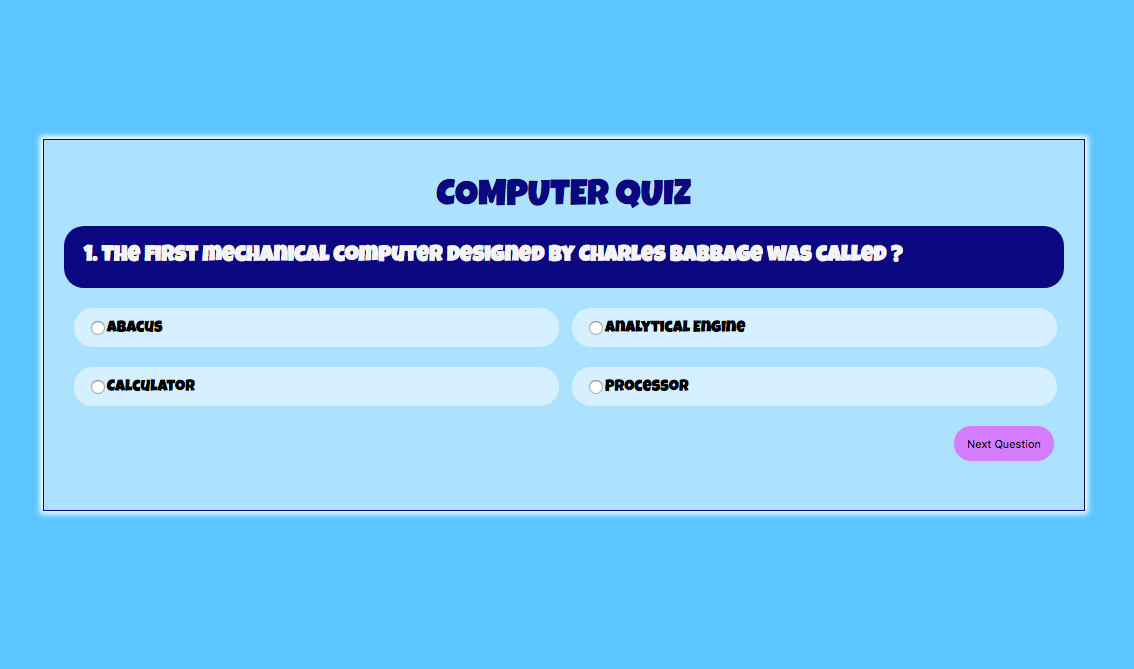 COMPUTER QUIZ
1. The first mechanical computer designed by Charles Babbage was called ?
Abacus
Analytical Engine
Calculator
Processor
Next Question